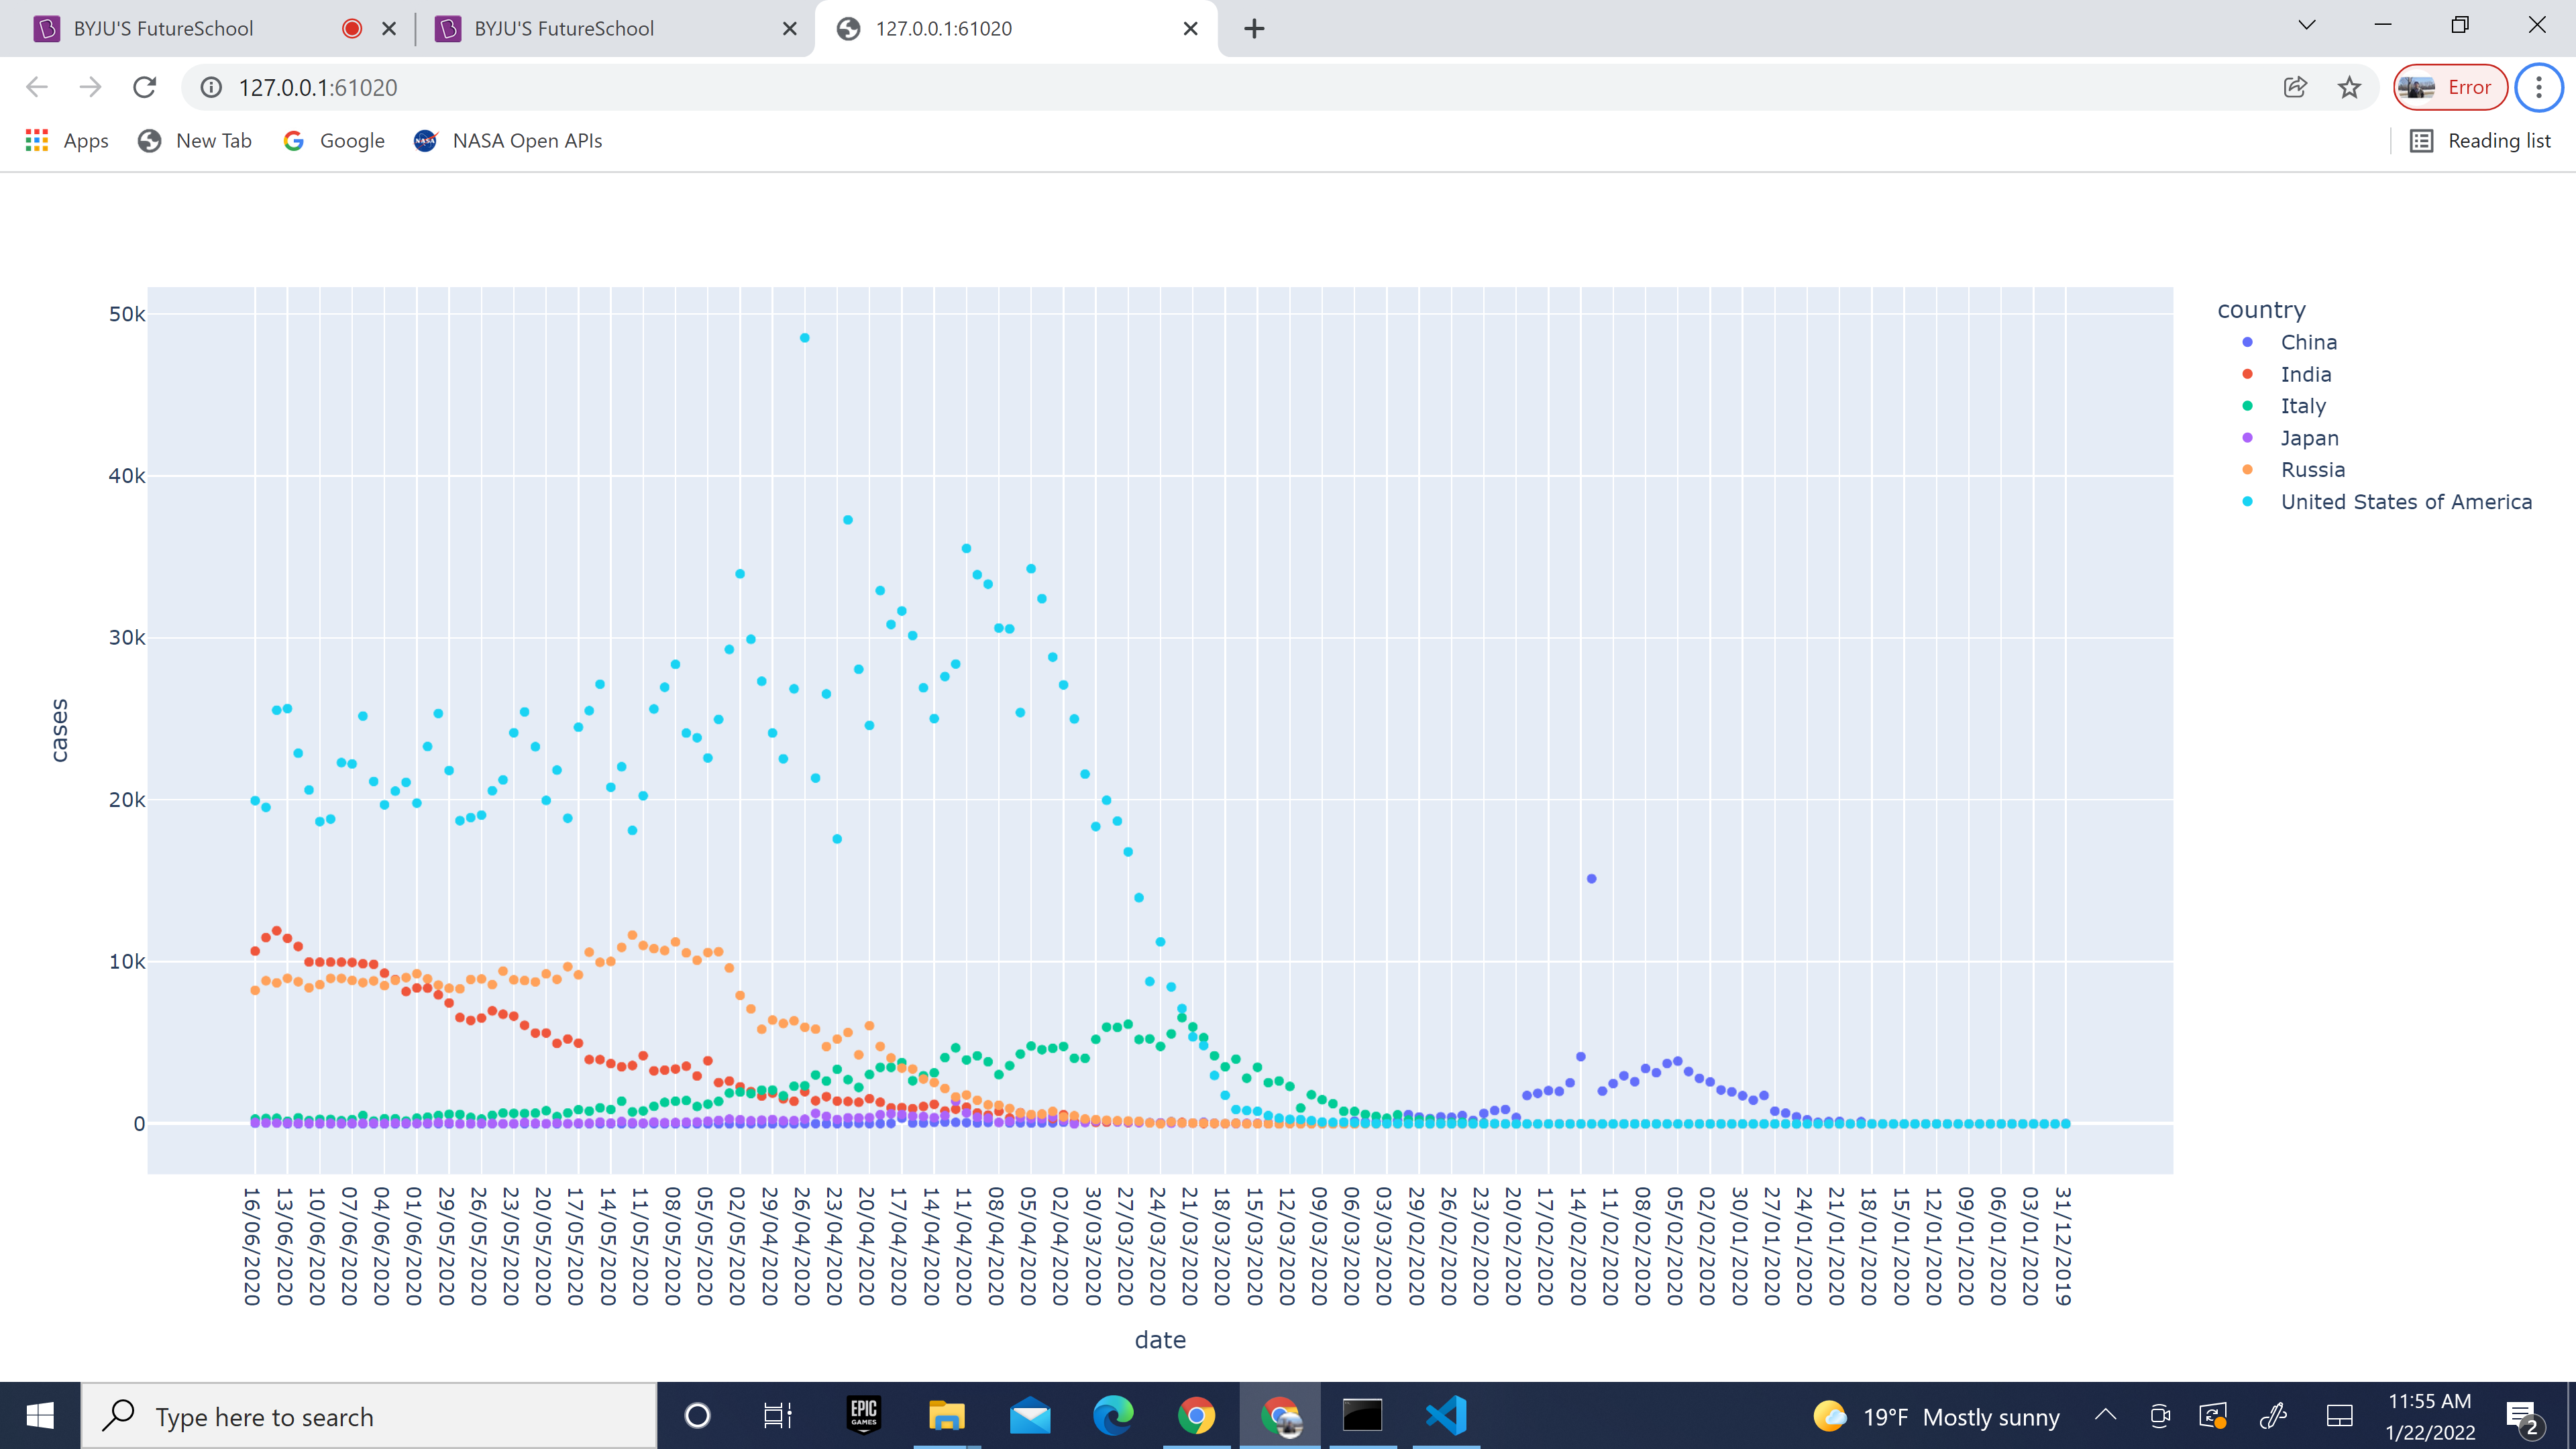 BYJU'S FutureSchool
BYJU'S FutureSchool
127.0.0.1:61020
127.0.0.1:61020
Error
Apps
New Tab
Google
NASA Open APIs
Reading list
50k
40k
30k
20k
10k
0
cases
country
China
India
Italy
Japan
Russia
United States of America
16/06/2020
13/06/2020
10/06/2020
07/06/2020
04/06/2020
01/06/2020
29/05/2020
26/05/2020
23/05/2020
20/05/2020
17/05/2020
14/05/2020
11/05/2020
08/05/2020
05/05/2020
02/05/2020
29/04/2020
26/04/2020
23/04/2020
20/04/2020
17/04/2020
14/04/2020
11/04/2020
08/04/2020
05/04/2020
02/04/2020
30/03/2020
27/03/2020
24/03/2020
21/03/2020
18/03/2020
15/03/2020
12/03/2020
09/03/2020
06/03/2020
03/03/2020
29/02/2020
26/02/2020
23/02/2020
20/02/2020
17/02/2020
14/02/2020
11/02/2020
08/02/2020
05/02/2020
02/02/2020
30/01/2020
27/01/2020
24/01/2020
21/01/2020
18/01/2020
15/01/2020
12/01/2020
09/01/2020
06/01/2020
03/01/2020
31/12/2019
date
Type here to search
EPIC
GAMES
19°F Mostly sunny
11:55 AM
1/22/2022
2